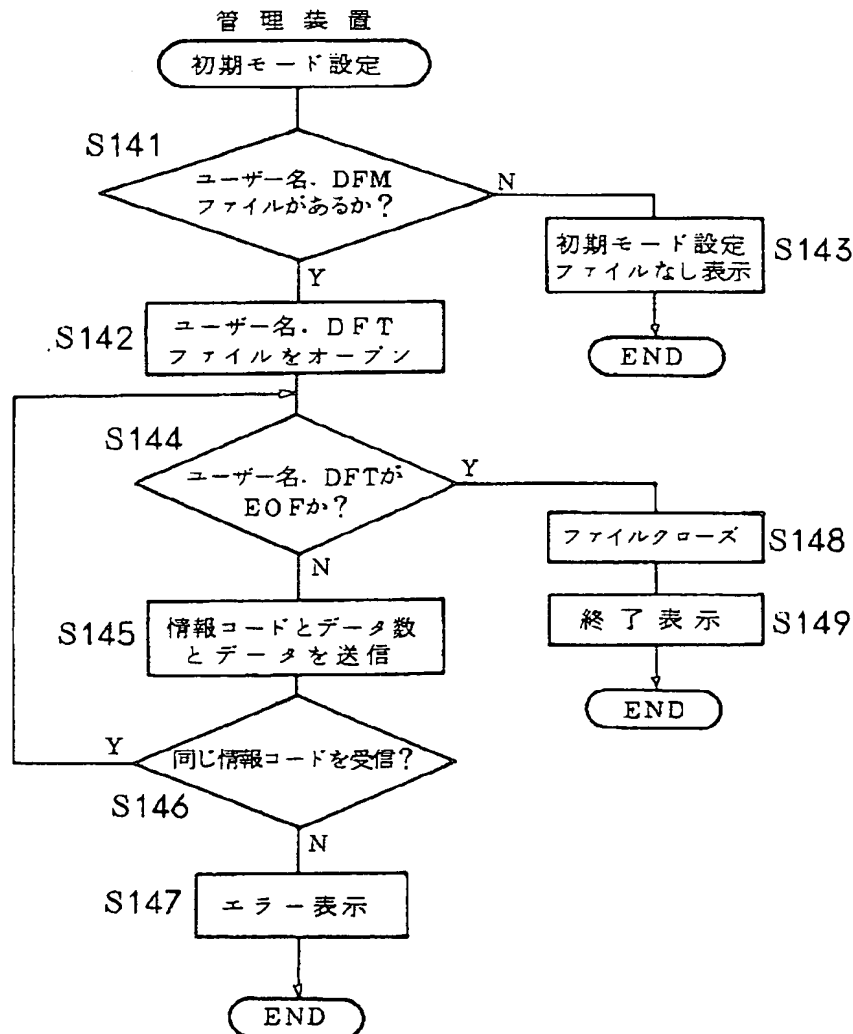 管理装置
初期モード設定
S141
ユーザー名. DFM
ファイルがあるか?
N
初期モード設定
ファイルなし表示
S143
END
Y
S142
ユーザー名. DFT
ファイルをオープン
S144
ユーザー名. DFTが
EOFか?
Y
ファイルクローズ
S148
終了表示
S149
END
N
S145
情報コードとデータ数
とデータを送信
Y
同じ情報コードを受信?
S146
N
S147
エラー表示
END